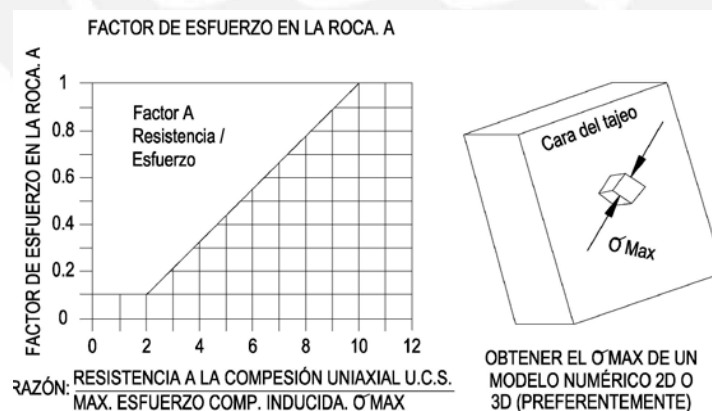 FACTOR DE ESFUERZO EN LA ROCA. A
FACTOR DE ESFUERZO EN LA ROCA. A
1
0.8
0.6
0.4
0.2
0
Factor A
Resistencia /
Esfuerzo
0 2 4 6 8 10 12
RAZÓN: RESISTENCIA A LA COMPESIÓN UNIAXIAL U.C.S.
MAX. ESFUERZO COMP. INDUCIDA. σ MAX
Cara del tajeo
σ Max
OBTENER EL σ MAX DE UN
MODELO NUMÉRICO 2D O
3D (PREFERENTEMENTE)